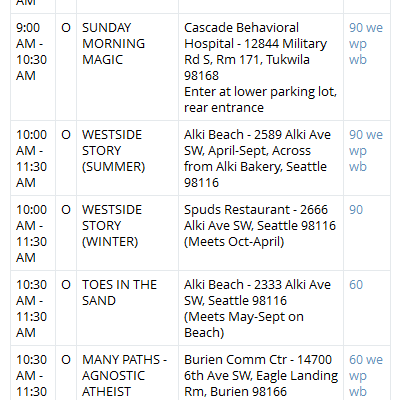 AM
9:00 AM - 10:30 AM
O
SUNDAY MORNING MAGIC
Cascade Behavioral
Hospital - 12844 Military
Rd S, Rm 171, Tukwila
98168
Enter at lower parking lot,
rear entrance
90 we
wp
wb
10:00 AM - 11:30 AM
O
WESTSIDE STORY (SUMMER)
Alki Beach - 2589 Alki Ave
SW, April-Sept, Across
from Alki Bakery, Seattle
98116
90 we
wp
wb
10:00 AM - 11:30 AM
O
WESTSIDE STORY (WINTER)
Spuds Restaurant - 2666
Alki Ave SW, Seattle 98116
(Meets Oct-April)
90
10:30 AM - 11:30 AM
O
TOES IN THE SAND
Alki Beach - 2333 Alki Ave
SW, Seattle 98116
(Meets May-Sept on
Beach)
60
10:30 AM - 11:30
O
MANY PATHS - AGNOSTIC ATHEIST
Burien Comm Ctr - 14700
6th Ave SW, Eagle Landing
Rm, Burien 98166
60 we
wp
wb